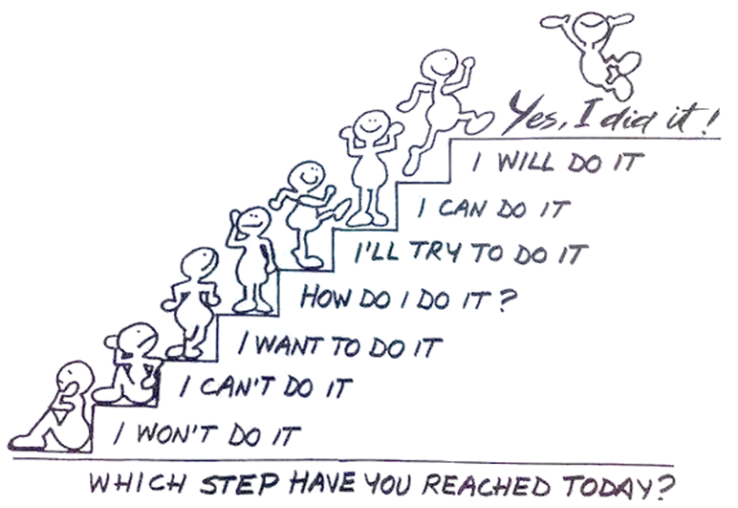 Yes, I did it!
I WILL DO IT
I CAN DO IT
I'LL TRY TO DO IT
HOW DO I DO IT?
I WANT TO DO IT
I CAN'T DO IT
I WON'T DO IT
WHICH STEP HAVE YOU REACHED TODAY?